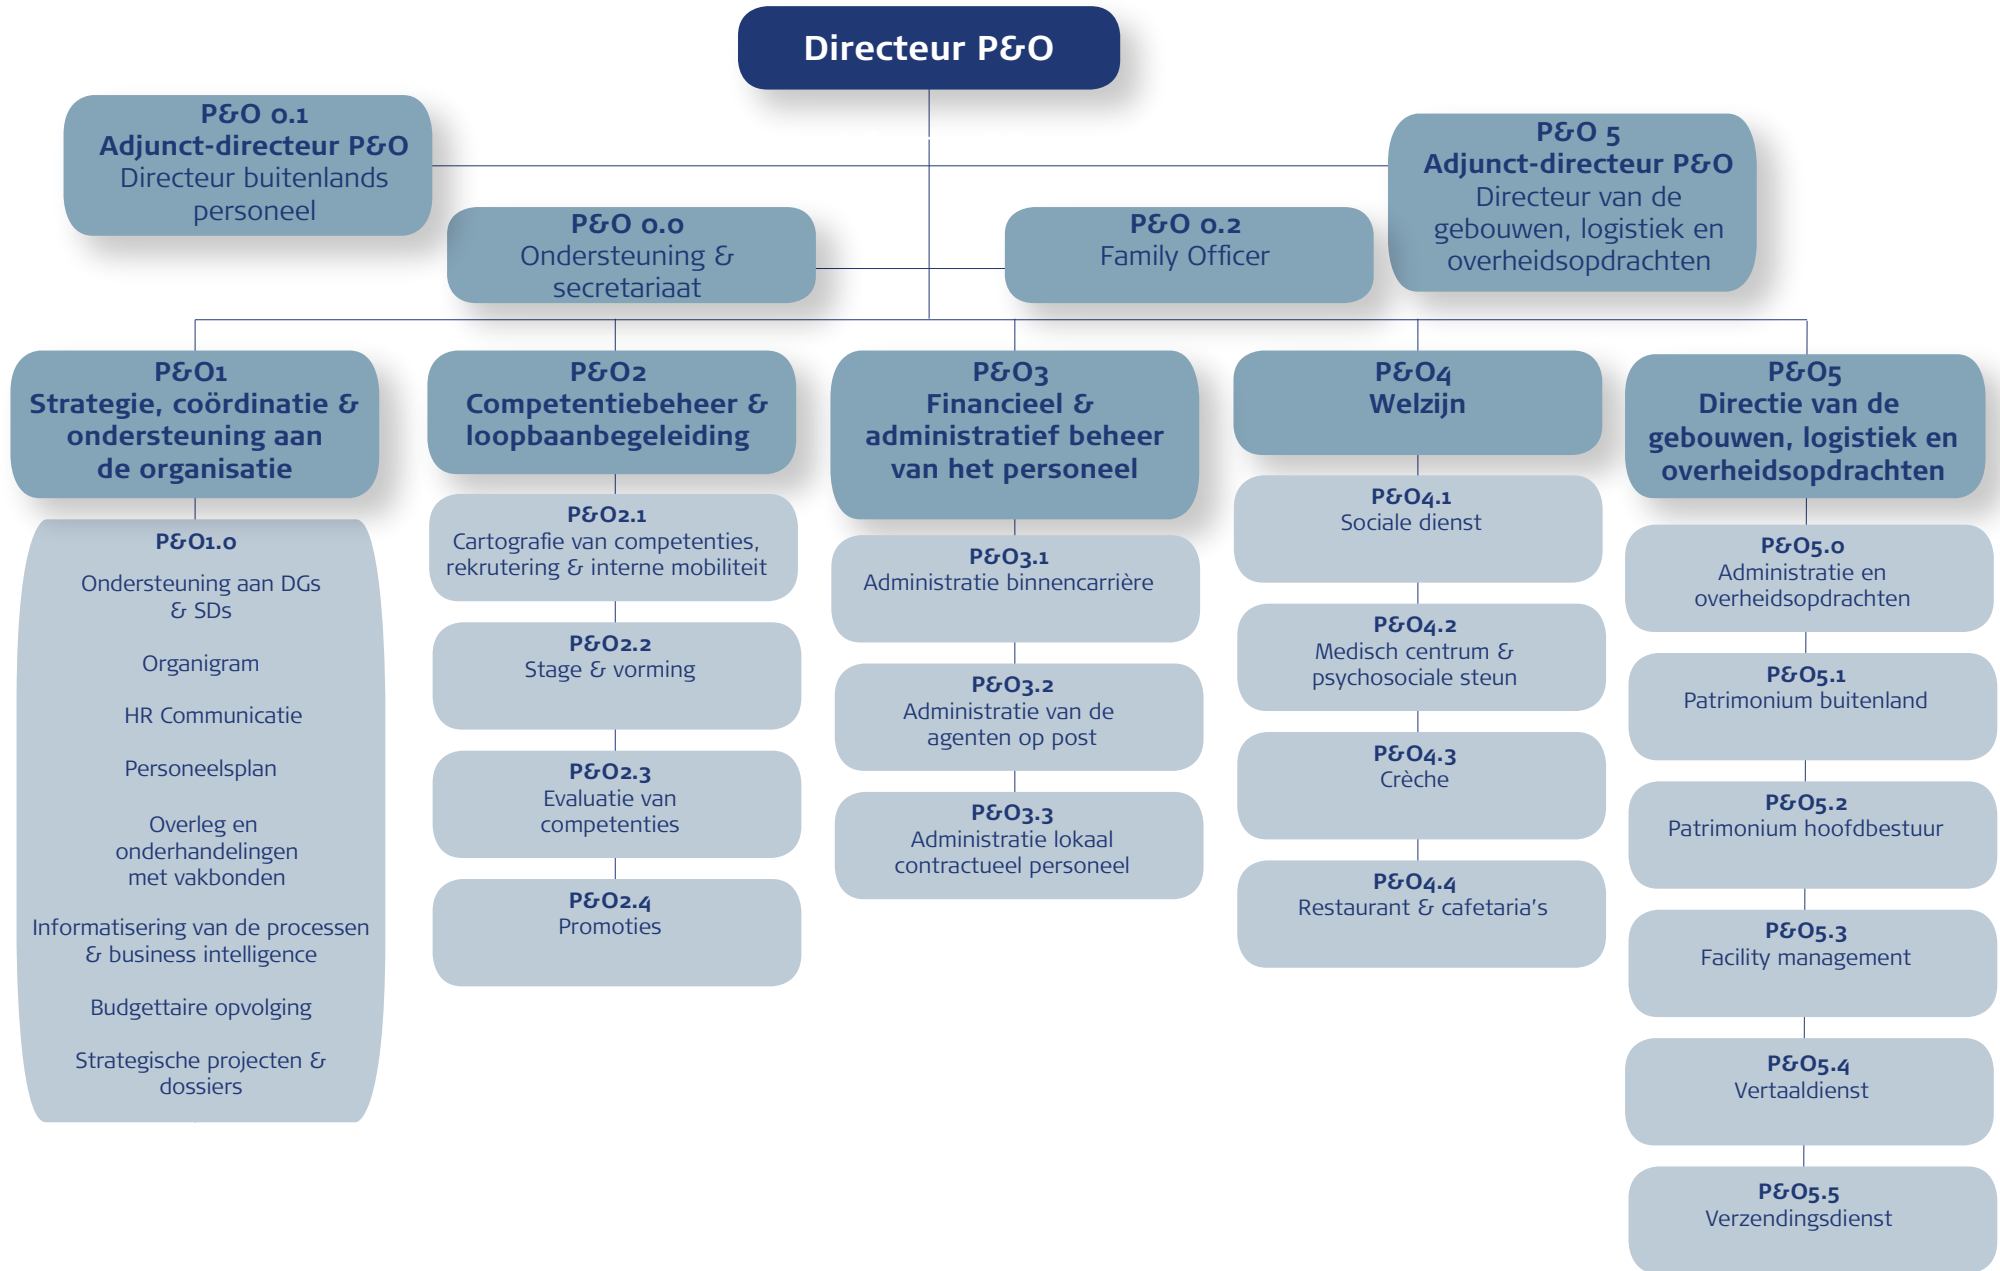 Directeur P&O
P&O 0.1
Adjunct-directeur P&O
Directeur buitenlands
personeel
P&O 5
Adjunct-directeur P&O
Directeur van de
gebouwen, logistiek en
overheidsopdrachten
P&O 0.0
Ondersteuning &
secretariaat
P&O 0.2
Family Officer
P&O1
Strategie, coördinatie &
ondersteuning aan
de organisatie
P&O1.0
Ondersteuning aan DGs
& SDs
Organigram
HR Communicatie
Personeelsplan
Overleg en
onderhandelingen
met vakbonden
Informatisering van de processen
& business intelligence
Budgettaire opvolging
Strategische projecten &
dossiers
P&O2
Competentiebeheer &
loopbaanbegeleiding
P&O2.1
Cartografie van competenties,
rekrutering & interne mobiliteit
P&O2.2
Stage & vorming
P&O2.3
Evaluatie van
competenties
P&O2.4
Promoties
P&O3
Financieel &
administratief beheer
van het personeel
P&O3.1
Administratie binnencarrière
P&O3.2
Administratie van de
agenten op post
P&O3.3
Administratie lokaal
contractueel personeel
P&O4
Welzijn
P&O4.1
Sociale dienst
P&O4.2
Medisch centrum &
psychosociale steun
P&O4.3
Crèche
P&O4.4
Restaurant & cafetaria's
P&O5
Directie van de
gebouwen, logistiek en
overheidsopdrachten
P&O5.0
Administratie en
overheidsopdrachten
P&O5.1
Patrimonium buitenland
P&O5.2
Patrimonium hoofdbestuur
P&O5.3
Facility management
P&O5.4
Vertaaldienst
P&O5.5
Verzendingsdienst